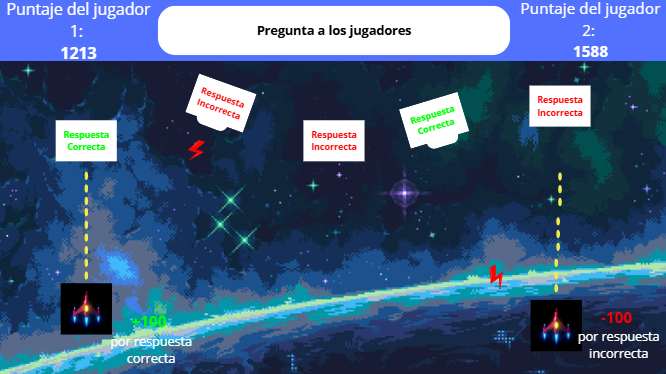 Puntaje del jugador
1:
1213
Pregunta a los jugadores
Puntaje del jugador
2:
1588
Respuesta
Correcta
Respuesta
Incorrecta
Respuesta
Incorrecta
Respuesta
Correcta
Respuesta
Incorrecta
+100
por respuesta
correcta
-100
por respuesta
incorrecta